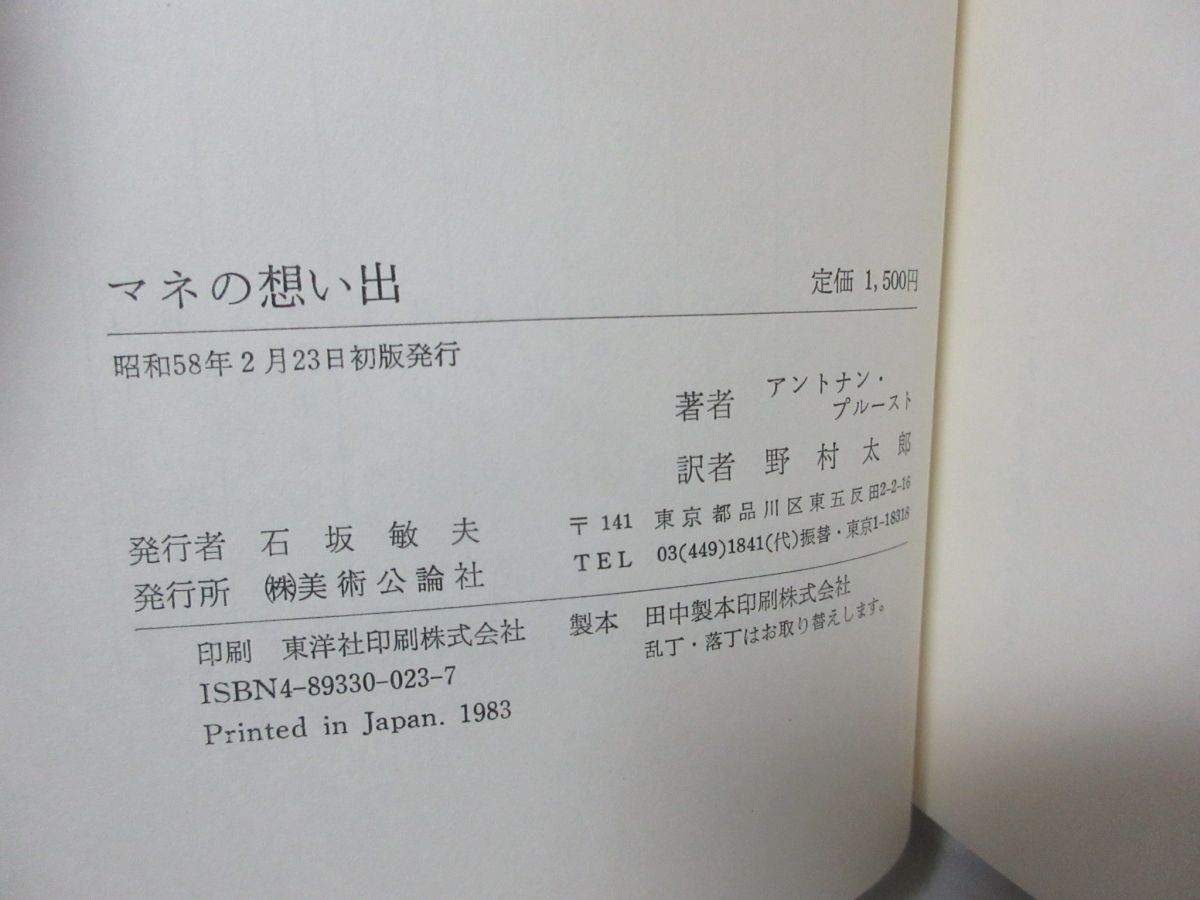 マネの想い出
定価 1,500円
昭和58年2月23日初版発行
著者 アントナン・
プルースト
訳者 野村太郎
発行者 石坂敏夫
発行所 ㈱美術公論社
〒141 東京都品川区東五反田2-2-16
TEL 03(449)1841(代)振替・東京1-18318
印刷 東洋社印刷株式会社
製本 田中製本印刷株式会社
乱丁・落丁はお取り替えします。
ISBN4-89330-023-7
Printed in Japan. 1983